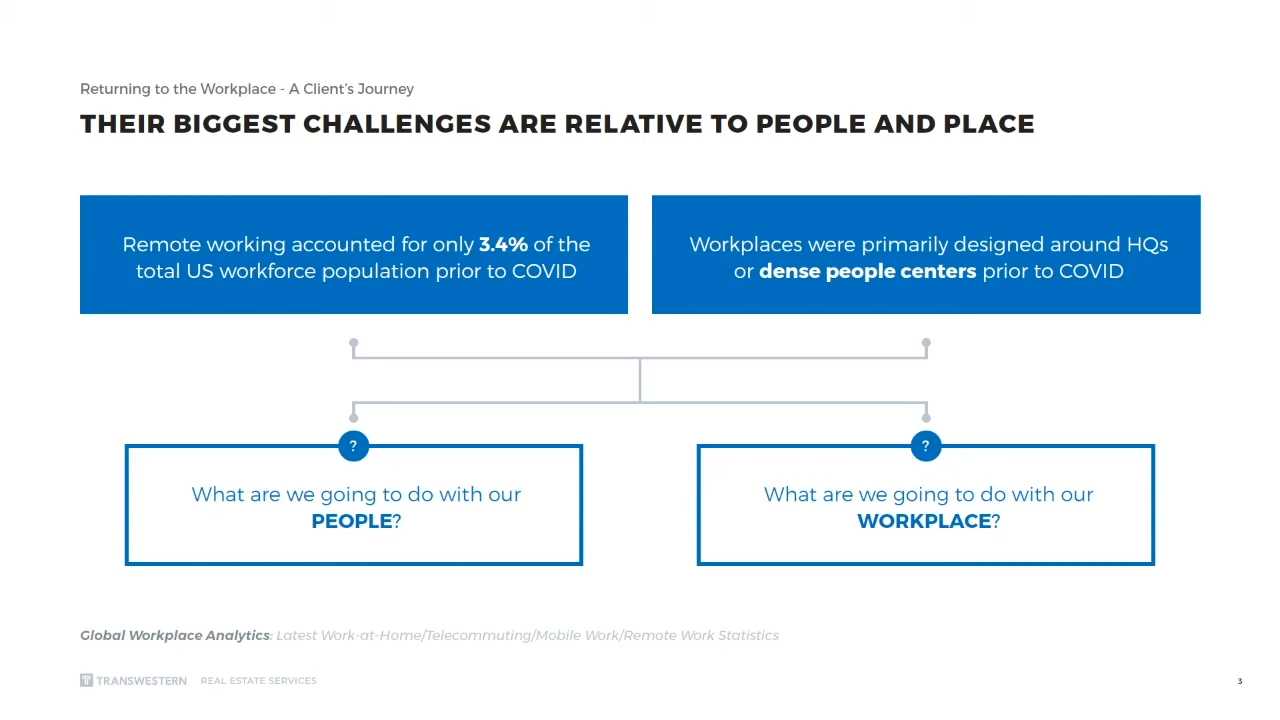 Returning to the Workplace - A Client's Journey
THEIR BIGGEST CHALLENGES ARE RELATIVE TO PEOPLE AND PLACE
Remote working accounted for only 3.4% of the
total US workforce population prior to COVID
Workplaces were primarily designed around HQs
or dense people centers prior to COVID
?
What are we going to do with our
PEOPLE?
?
What are we going to do with our
WORKPLACE?
Global Workplace Analytics: Latest Work-at-Home/Telecommuting/Mobile Work/Remote Work Statistics
TRANSWESTERN REAL ESTATE SERVICES
3